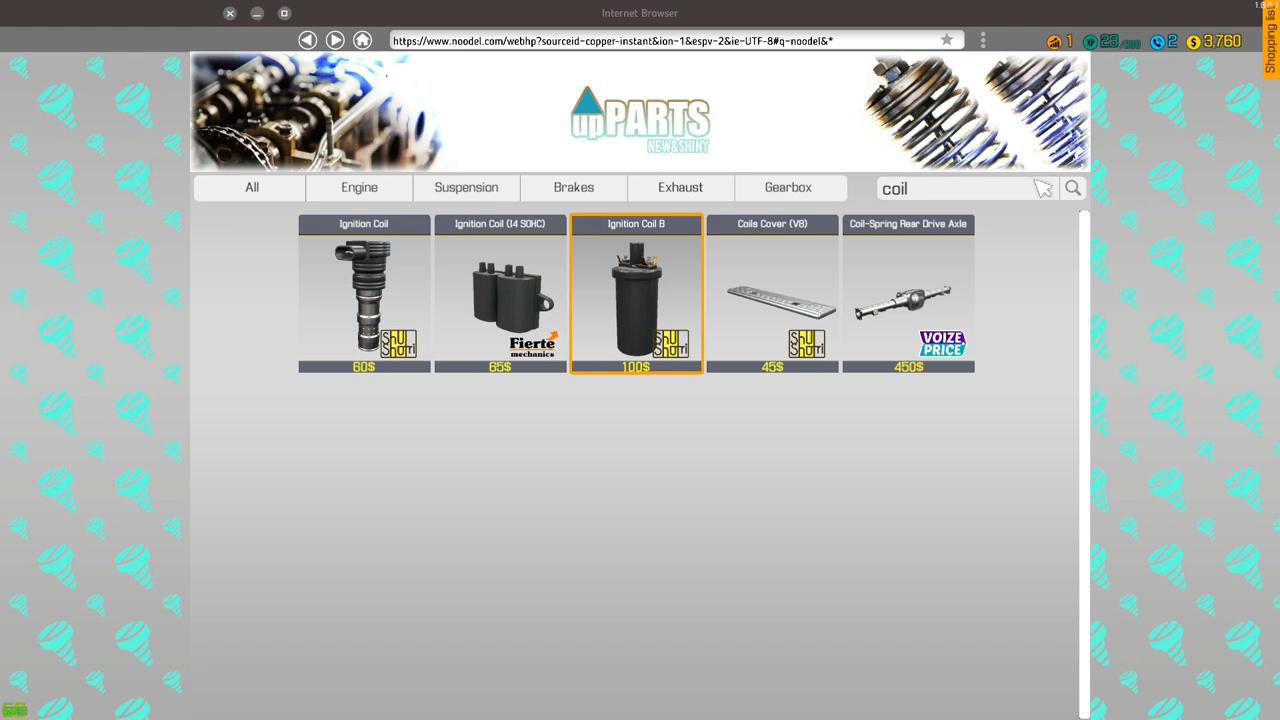 Internet Browser
https://www.noodel.com/webhp?sourceid-copper-instant&ion-1&espv-2&ie-UTF-8#q-noodel&*
1
2
3,760
Shopping list
upPARTS
NEW&SHINY
All
Engine
Suspension
Brakes
Exhaust
Gearbox
coil
Ignition Coil
Ignition Coil (I4 SOHC)
Ignition Coil B
Coils Cover (V8)
Coil-Spring Rear Drive Axle
Fierte mechanics
VOIZE PRICE
60$
65$
100$
45$
450$